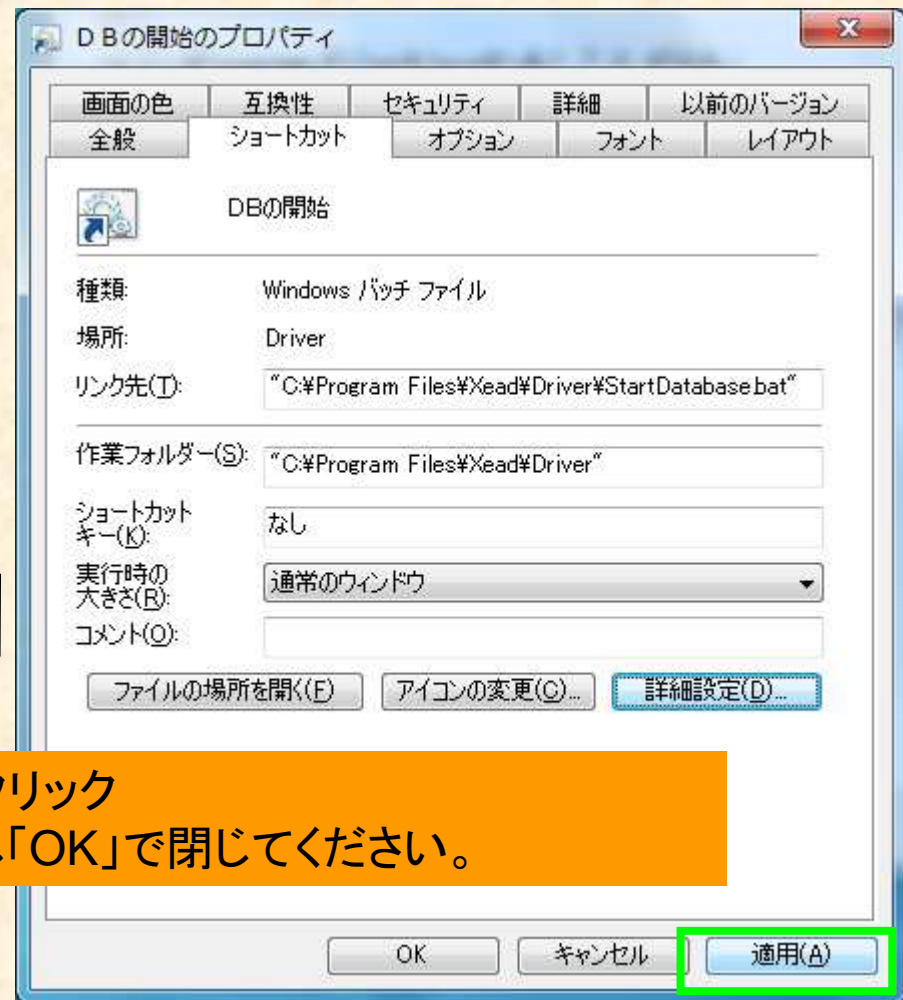 DBの開始のプロパティ
画面の色 互換性 セキュリティ 詳細 以前のバージョン
全般 ショートカット オプション フォント レイアウト
DBの開始
種類: Windows バッチ ファイル
場所: Driver
リンク先(T): "C:¥Program Files¥Xead¥Driver¥StartDatabase.bat"
作業フォルダー(S): "C:¥Program Files¥Xead¥Driver"
ショートカット
キー(K): なし
実行時の
大きさ(R): 通常のウィンドウ
コメント(O):
ファイルの場所を開く(F) アイコンの変更(C)... 詳細設定(D)...
クリック
「OK」で閉じてください。
OK キャンセル 適用(A)